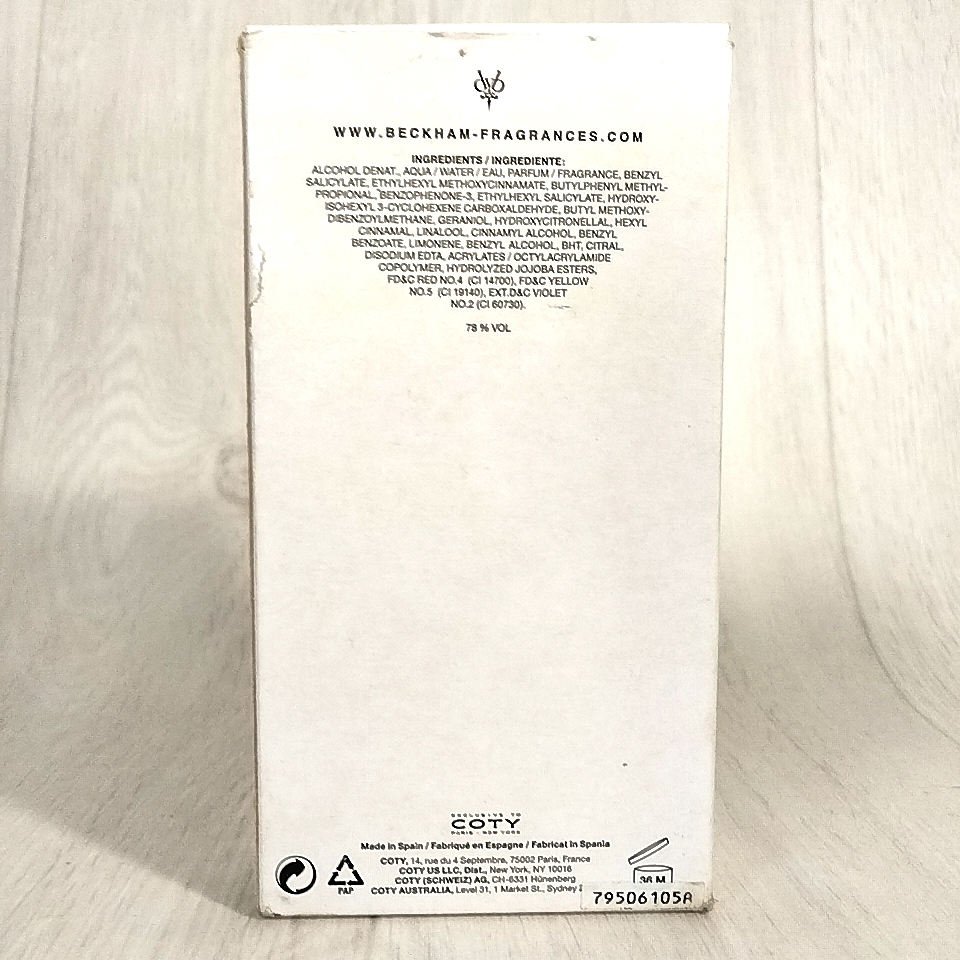 dvb
WWW.BECKHAM-FRAGRANCES.COM
INGREDIENTS / INGREDIENTE:
ALCOHOL DENAT., AQUA / WATER / EAU, PARFUM / FRAGRANCE, BENZYL
SALICYLATE, ETHYLHEXYL METHOXYCINNAMATE, BUTYLPHENYL METHYL-
PROPIONAL, BENZOPHENONE-3, ETHYLHEXYL SALICYLATE, HYDROXY-
ISOHEXYL 3-CYCLOHEXENE CARBOXALDEHYDE, BUTYL METHOXY-
DIBENZOYLMETHANE, GERANIOL, HYDROXYCITRONELLAL, HEXYL
CINNAMAL, LINALOOL, CINNAMYL ALCOHOL, BENZYL
BENZOATE, LIMONENE, BENZYL ALCOHOL, BHT, CITRAL,
DISODIUM EDTA, ACRYLATES / OCTYLACRYLAMIDE
COPOLYMER, HYDROLYZED JOJOBA ESTERS,
FD&C RED NO.4 (CI 14700), FD&C YELLOW
NO.5 (CI 19140), EXT.D&C VIOLET
NO.2 (CI 60730).
78 % VOL
EXCLUSIVE TO
COTY
PARIS - NEW YORK
Made in Spain / Fabriqué en Espagne / Fabricat in Spania
COTY, 14, rue du 4 Septembre, 75002 Paris, France
COTY US LLC, Dist., New York, NY 10016
COTY (SCHWEIZ) AG, CH-6331 Hünenberg
COTY AUSTRALIA, Level 31, 1 Market St., Sydney
PAP
36 M
79506105A